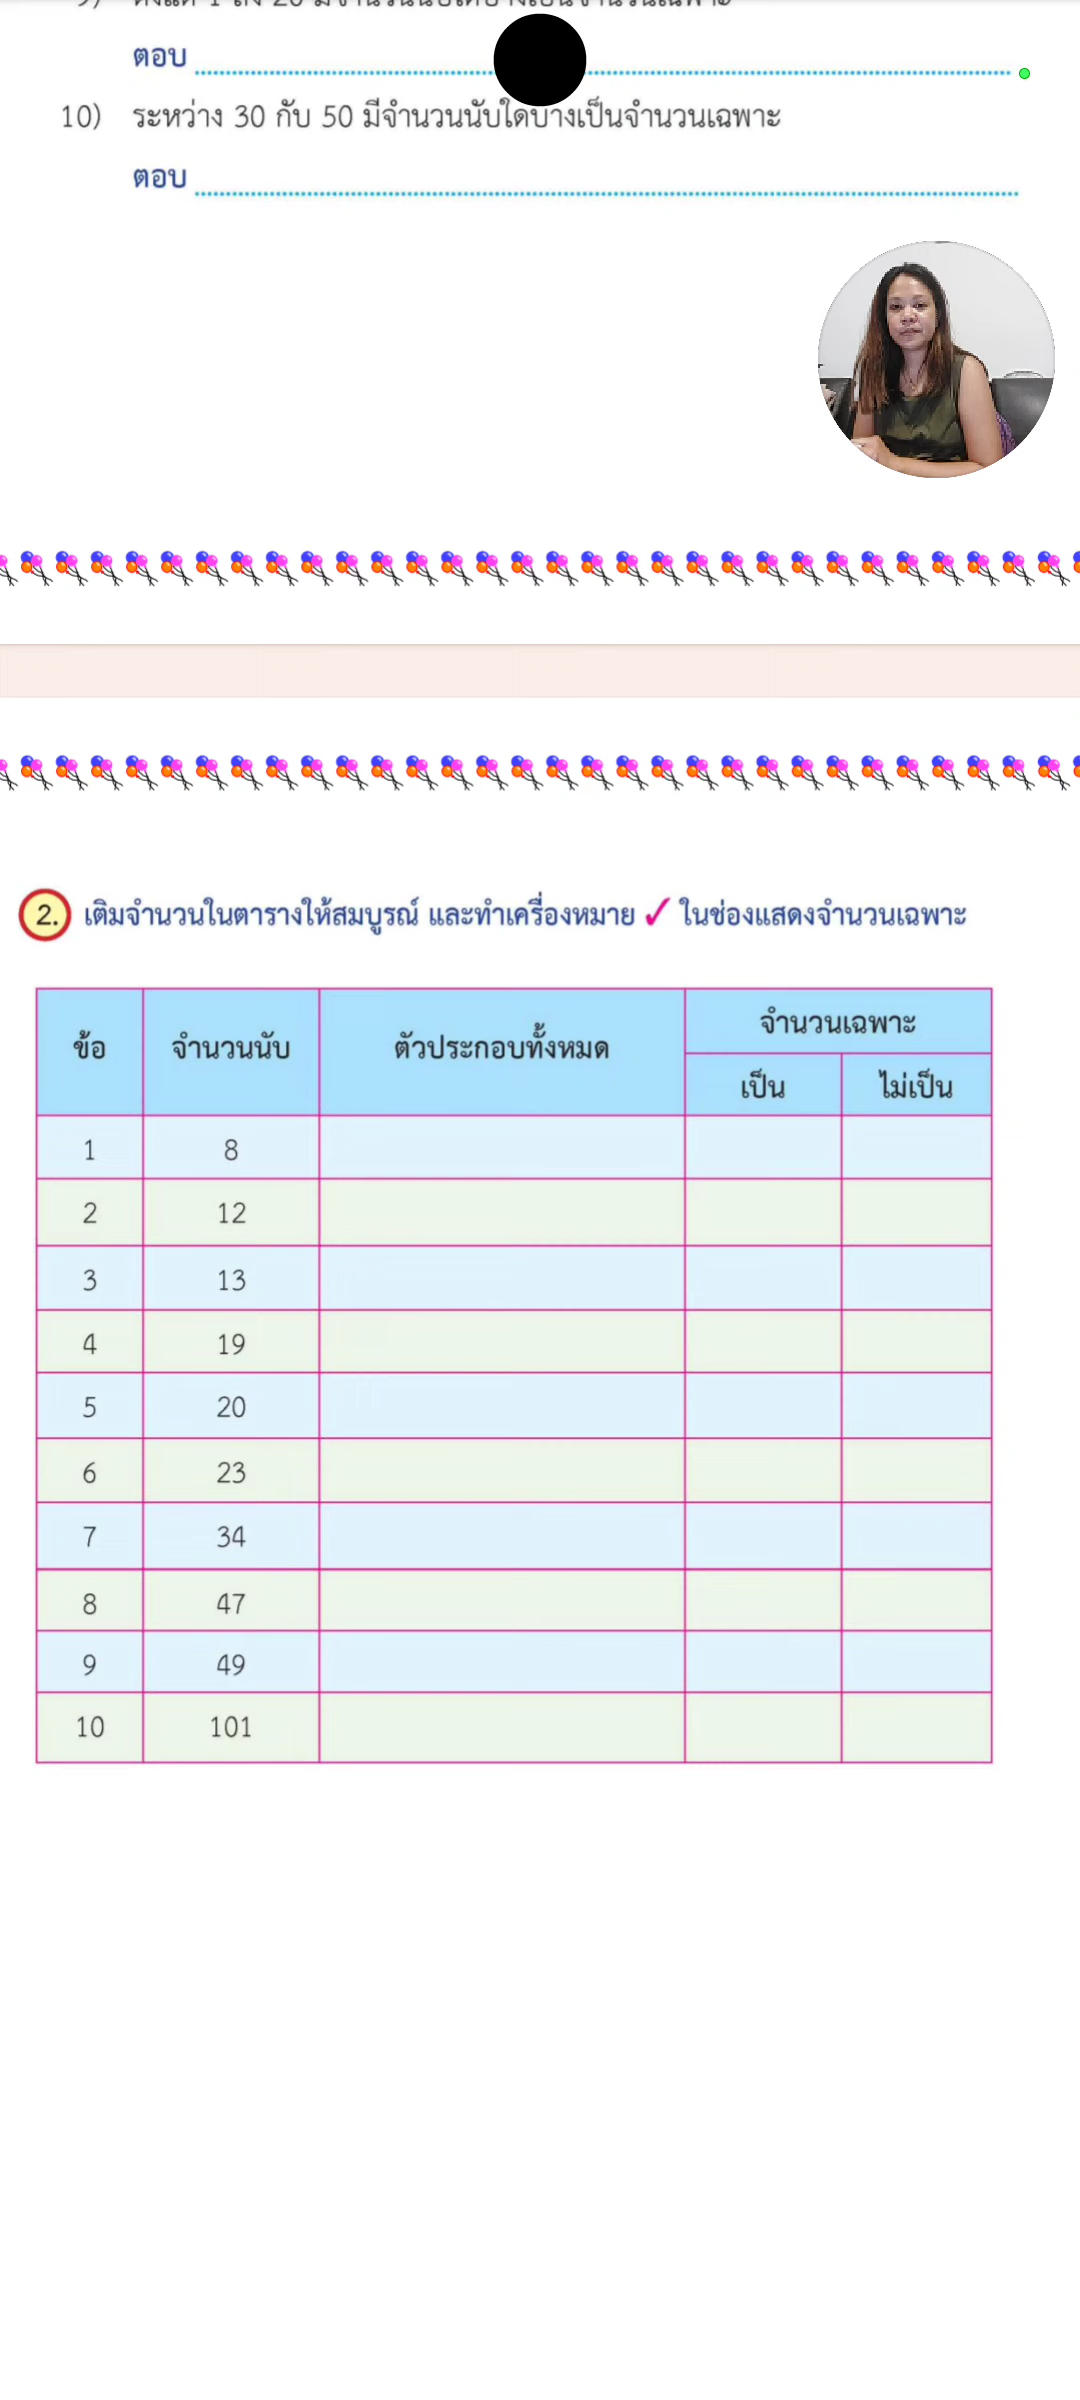 ตอบ
10) ระหว่าง 30 กับ 50 มีจำนวนนับใดบ้างเป็นจำนวนเฉพาะ
ตอบ
2. เติมจำนวนในตารางให้สมบูรณ์ และทำเครื่องหมาย ✓ ในช่องแสดงจำนวนเฉพาะ
ข้อ จำนวนนับ ตัวประกอบทั้งหมด จำนวนเฉพาะ
เป็น ไม่เป็น
1 8
2 12
3 13
4 19
5 20
6 23
7 34
8 47
9 49
10 101